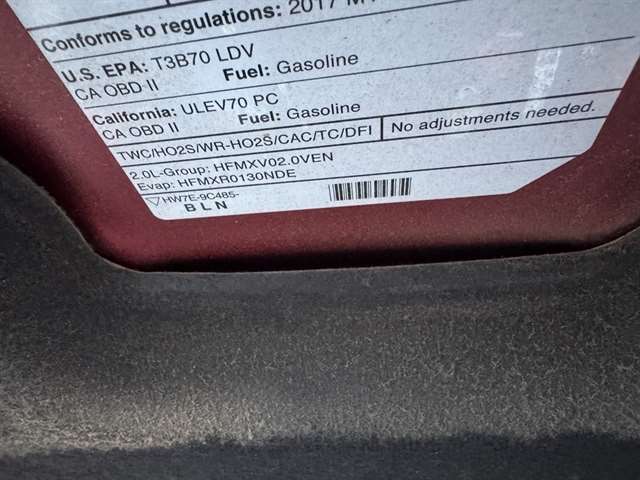 Conforms to regulations: 2017 M
U.S. EPA: T3B70 LDV
CA OBD II Fuel: Gasoline
California: ULEV70 PC
CA OBD II Fuel: Gasoline
TWC/HO2S/WR-HO2S/CAC/TC/DFI No adjustments needed.
2.0L-Group: HFMXV02.0VEN
Evap: HFMXR0130NDE
▽HW7E-9C485-
BLN